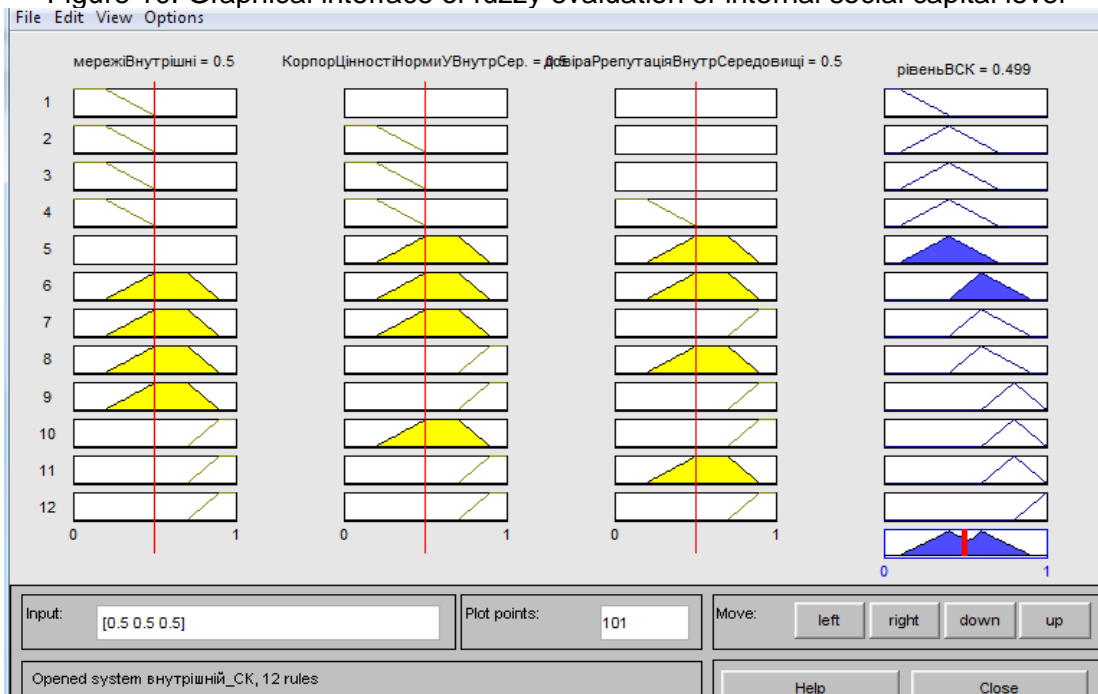 Figure 10. Graphical interface of fuzzy evaluation of internal social capital level
File Edit View Options
мережіВнутрішні = 0.5
КорпорЦінностіНормиУВнутрСер. = 0.5
довіраРрепутаціяВнутрСередовищі = 0.5
рівеньВСК = 0.499
1
2
3
4
5
6
7
8
9
10
11
12
0 1 0 1 0 1
0 1
Input: [0.5 0.5 0.5] Plot points: 101 Move: left right down up
Opened system внутрішній_СК, 12 rules Help Close